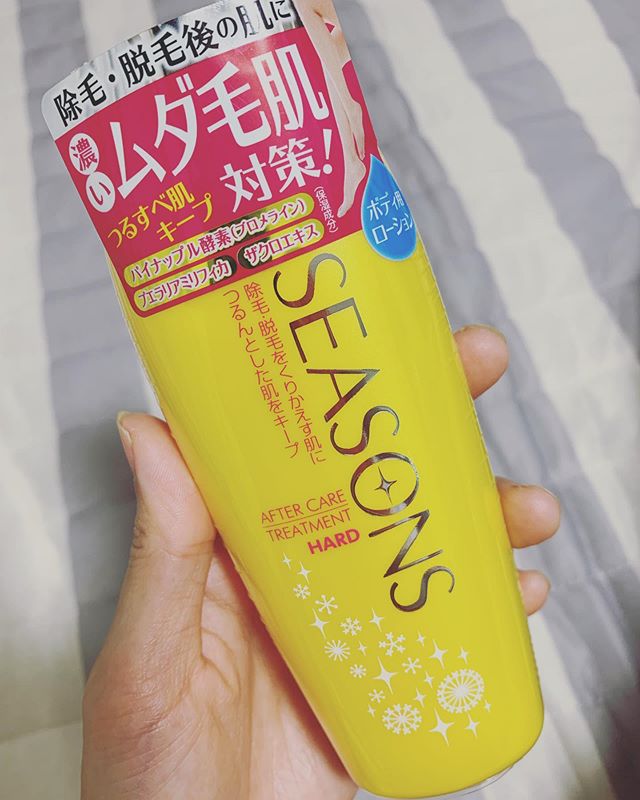 除毛・脱毛後の肌に
濃い
ムダ毛肌
対策!
つるすべ肌
キープ
(保湿成分)
パイナップル酵素(ブロメライン)
プエラリアミリフィカ ザクロエキス
ボディ用
ローション
SEASONS
除毛・脱毛をくりかえす肌に
つるんとした肌をキープ
AFTER CARE
TREATMENT
HARD